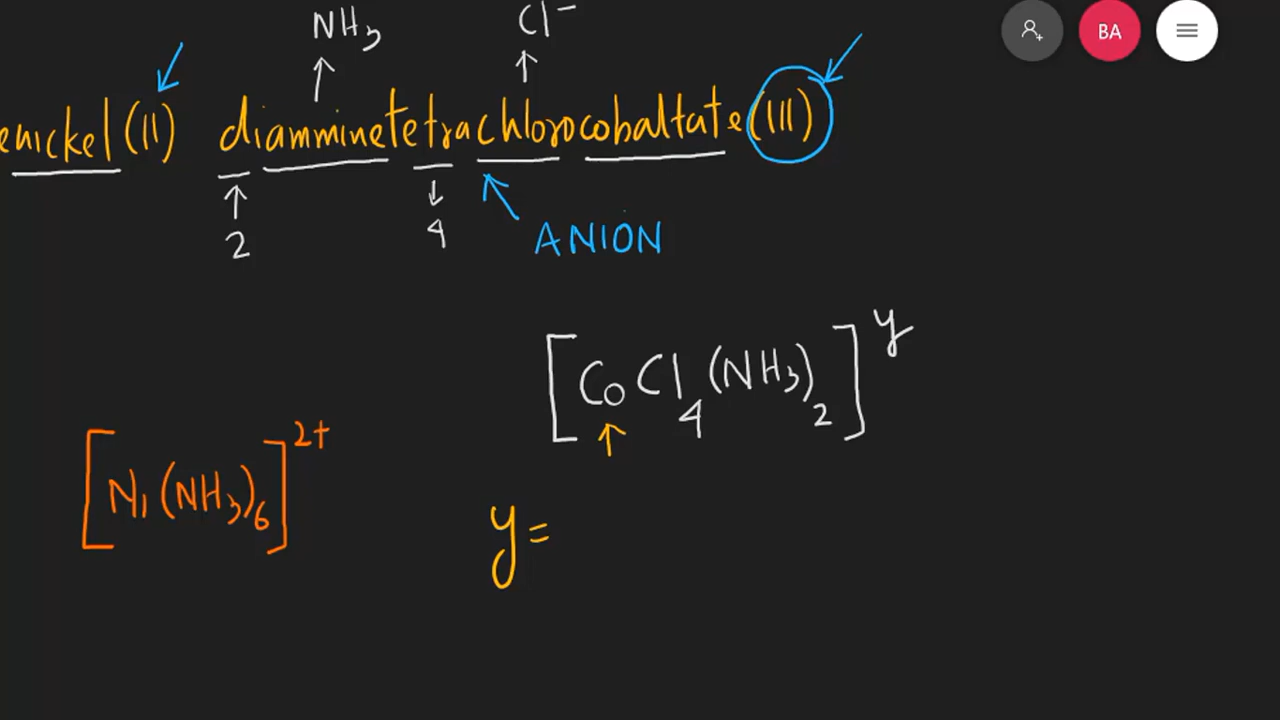 NH3 Cl⁻ BA
enickel (II) diamminetetrachlorocobaltate (III)
2 4 ANION
[CoCl4(NH3)2]^y
[Ni(NH3)6]^2+
y =